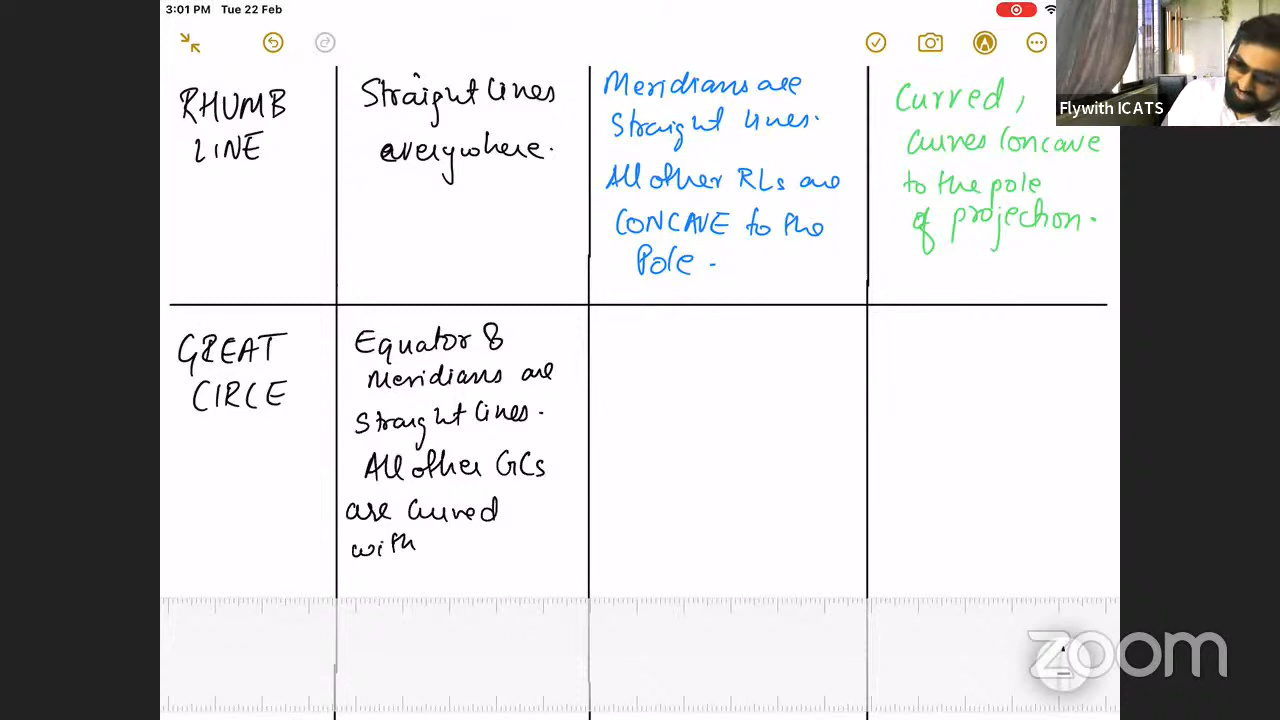 3:01 PM Tue 22 Feb
Flywith ICATS
RHUMB
LINE
Straight lines
everywhere.
Meridians are
Straight lines.
All other RLs are
CONCAVE to the
Pole.
Curved,
Curves Concave
to the pole
of projection.
GREAT
CIRCLE
Equator &
Meridians are
Straight lines.
All other GCs
are curved
with
zoom